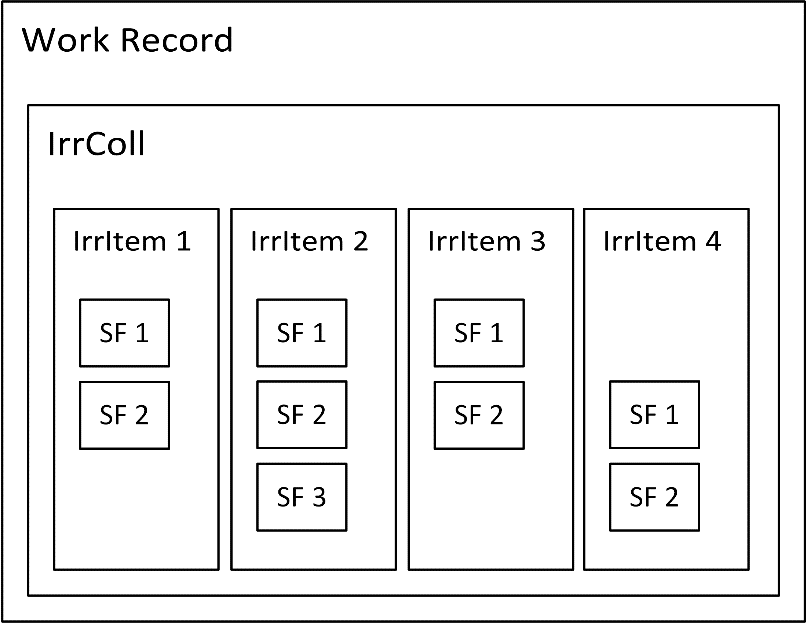 Work Record
IrrColl
IrrItem 1
SF 1
SF 2
IrrItem 2
SF 1
SF 2
SF 3
IrrItem 3
SF 1
SF 2
IrrItem 4
SF 1
SF 2